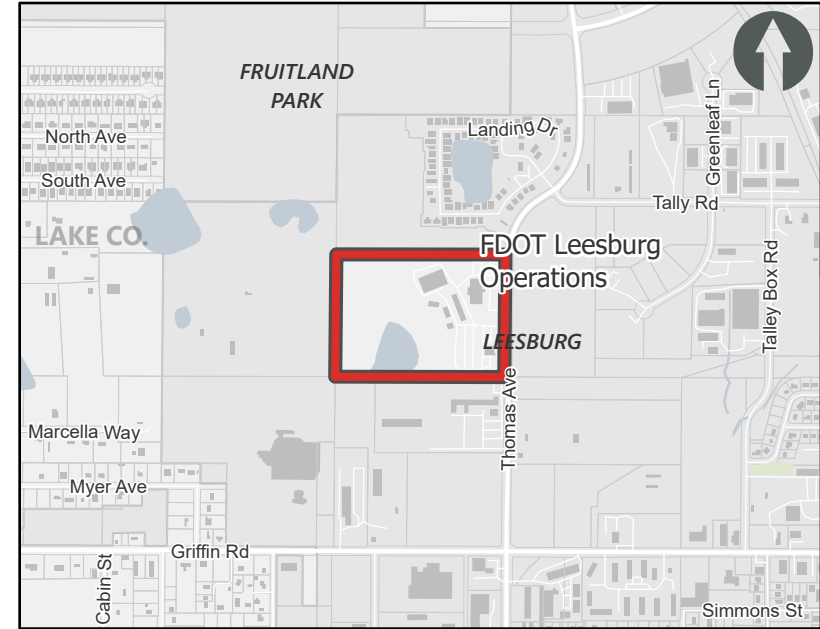 FRUITLAND
PARK
Greenleaf Ln
Landing Dr
North Ave
South Ave
Tally Rd
LAKE CO.
FDOT Leesburg
Operations
Talley Box Rd
LEESBURG
Thomas Ave
Marcella Way
Myer Ave
Griffin Rd
Cabin St
Simmons St